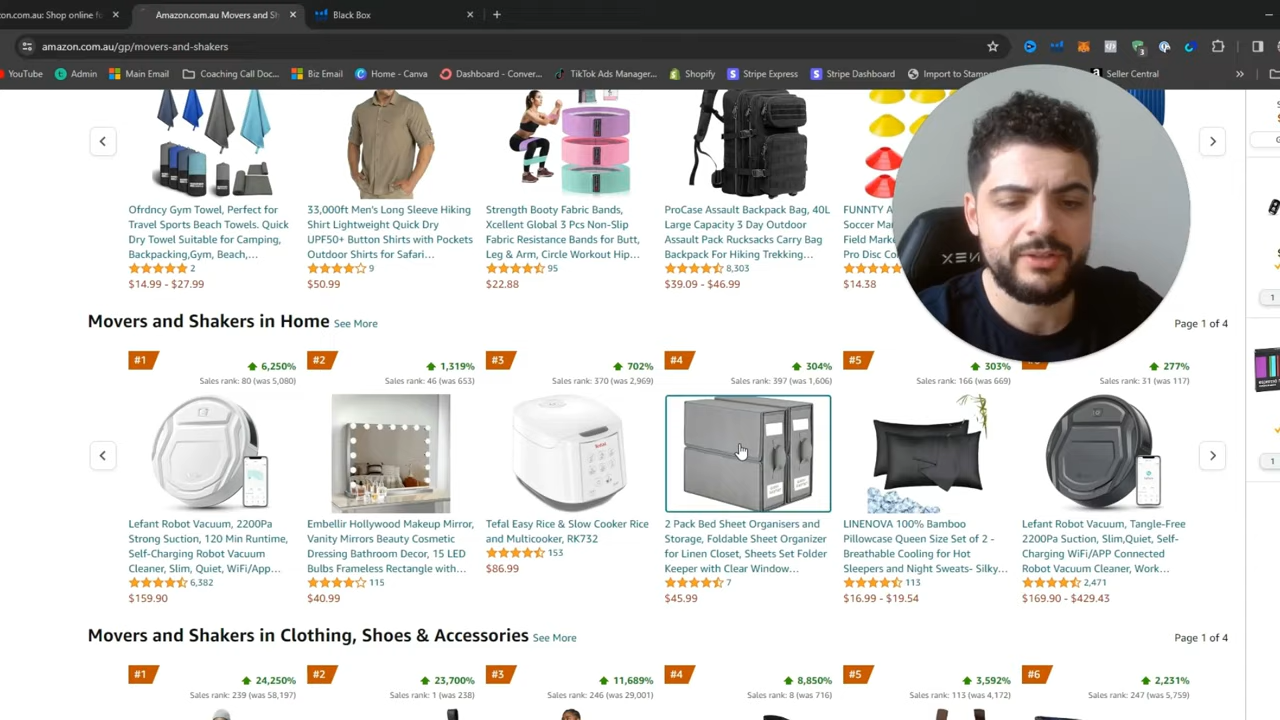 on.com.au: Shop online f
Amazon.com.au Movers and Sh
Black Box
amazon.com.au/gp/movers-and-shakers
YouTube
Admin
Main Email
Coaching Call Doc...
Biz Email
Home - Canva
Dashboard - Conver...
TikTok Ads Manager...
Shopify
Stripe Express
Stripe Dashboard
Import to Stamp
Seller Central
Ofrdncy Gym Towel, Perfect for
Travel Sports Beach Towels. Quick
Dry Towel Suitable for Camping,
Backpacking,Gym, Beach,...
2
$14.99 - $27.99
33,000ft Men's Long Sleeve Hiking
Shirt Lightweight Quick Dry
UPF50+ Button Shirts with Pockets
Outdoor Shirts for Safari...
9
$50.99
Strength Booty Fabric Bands,
Xcellent Global 3 Pcs Non-Slip
Fabric Resistance Bands for Butt,
Leg & Arm, Circle Workout Hip...
95
$22.88
ProCase Assault Backpack Bag, 40L
Large Capacity 3 Day Outdoor
Assault Pack Rucksacks Carry Bag
Backpack For Hiking Trekking...
8,303
$39.09 - $46.99
FUNNTY A
Soccer Ma
Field Market
Pro Disc Co
$14.38
Movers and Shakers in Home See More
Page 1 of 4
#1
6,250%
Sales rank: 80 (was 5,080)
Lefant Robot Vacuum, 2200Pa
Strong Suction, 120 Min Runtime,
Self-Charging Robot Vacuum
Cleaner, Slim, Quiet, WiFi/App...
6,382
$159.90
#2
1,319%
Sales rank: 46 (was 653)
Embellir Hollywood Makeup Mirror,
Vanity Mirrors Beauty Cosmetic
Dressing Bathroom Decor, 15 LED
Bulbs Frameless Rectangle with...
115
$40.99
#3
702%
Sales rank: 370 (was 2,969)
Tefal Easy Rice & Slow Cooker Rice
and Multicooker, RK732
153
$86.99
#4
304%
Sales rank: 397 (was 1,606)
2 Pack Bed Sheet Organisers and
Storage, Foldable Sheet Organizer
for Linen Closet, Sheets Set Folder
Keeper with Clear Window...
7
$45.99
#5
303%
Sales rank: 166 (was 669)
LINENOVA 100% Bamboo
Pillowcase Queen Size Set of 2 -
Breathable Cooling for Hot
Sleepers and Night Sweats- Silky...
113
$16.99 - $19.54
277%
Sales rank: 31 (was 117)
Lefant Robot Vacuum, Tangle-Free
2200Pa Suction, Slim,Quiet, Self-
Charging WiFi/APP Connected
Robot Vacuum Cleaner, Work...
2,471
$169.90 - $429.43
Movers and Shakers in Clothing, Shoes & Accessories See More
Page 1 of 4
#1
24,250%
Sales rank: 239 (was 58,197)
#2
23,700%
Sales rank: 1 (was 238)
#3
11,689%
Sales rank: 246 (was 29,001)
#4
8,850%
Sales rank: 8 (was 716)
#5
3,592%
Sales rank: 113 (was 4,172)
#6
2,231%
Sales rank: 247 (was 5,759)